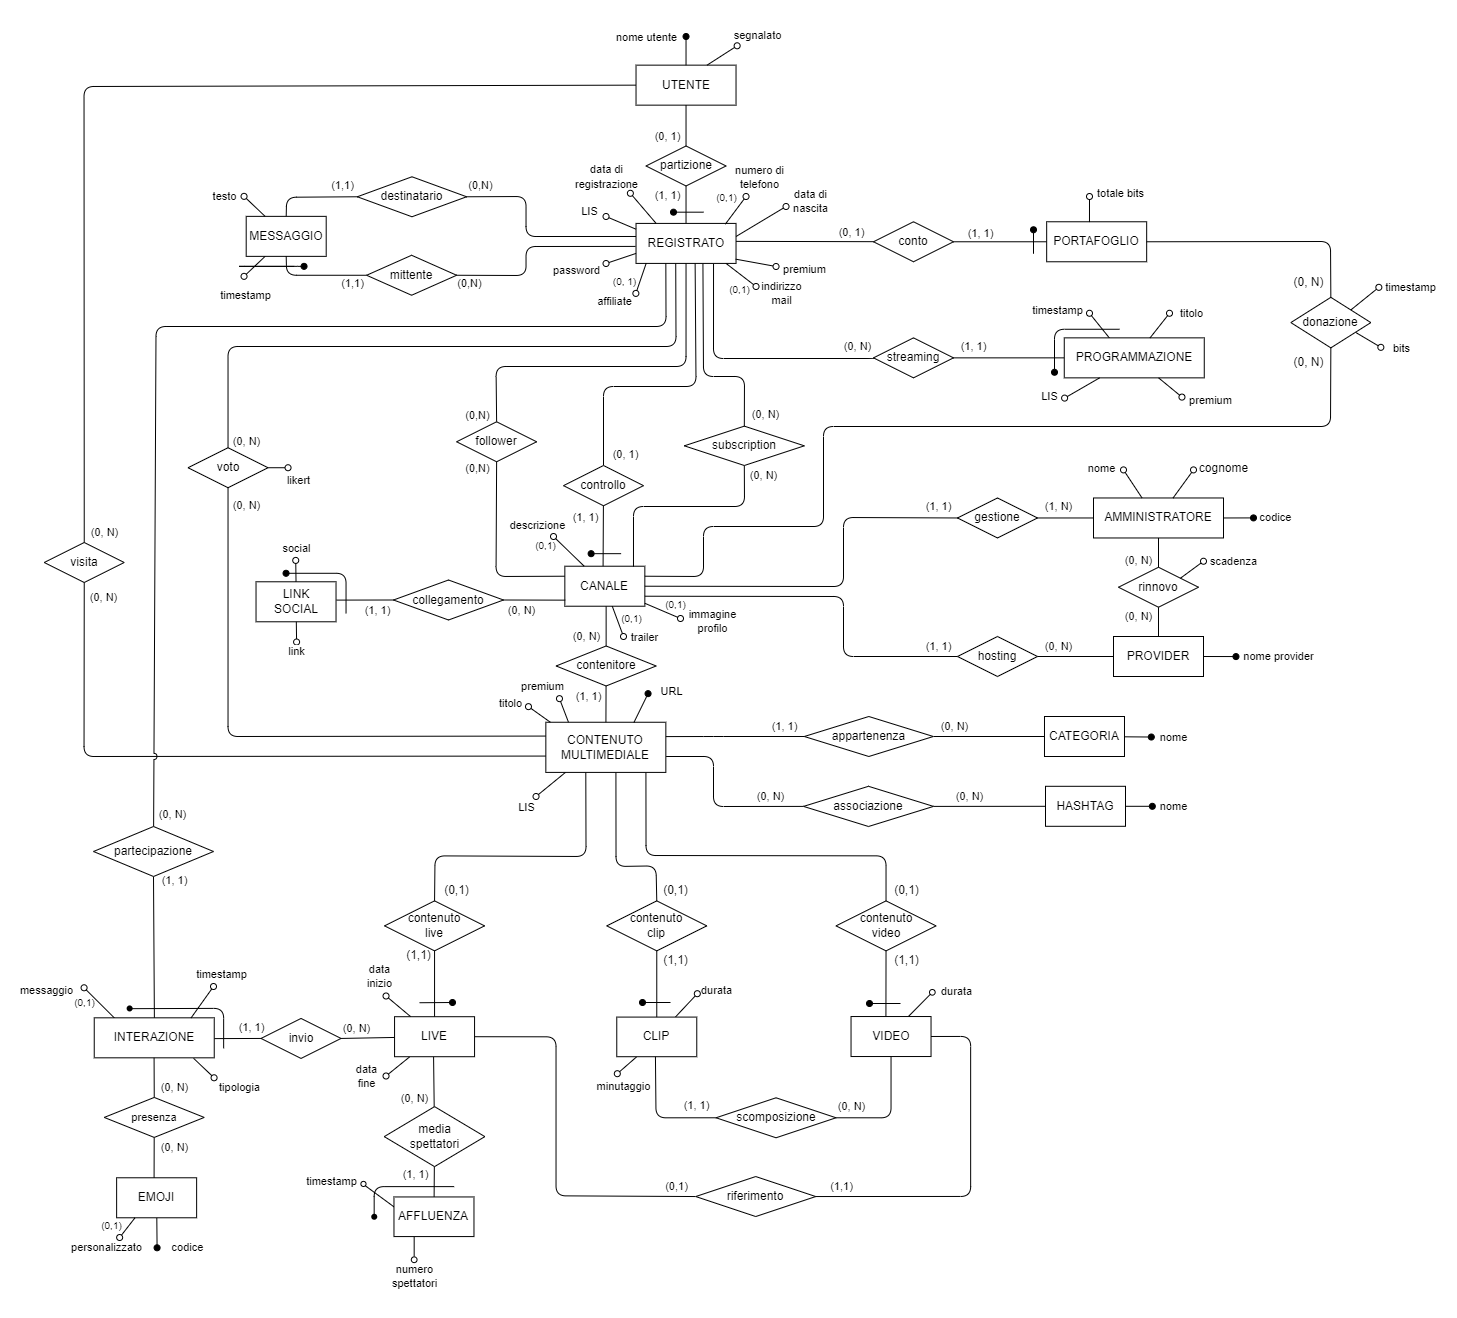 nome utente
segnalato
UTENTE
(0, 1)
partizione
(1, 1)
data di
registrazione
numero di
telefono
(0,1)
data di
nascita
LIS
REGISTRATO
password
(0, 1)
affiliate
premium
(0,1)
indirizzo
mail
testo
(1,1)
destinatario
(0,N)
MESSAGGIO
(1,1)
mittente
(0,N)
timestamp
(0, 1)
conto
(1, 1)
totale bits
PORTAFOGLIO
(0, N)
timestamp
donazione
bits
(0, N)
timestamp
titolo
(0, N)
streaming
(1, 1)
PROGRAMMAZIONE
LIS
premium
(0,N)
follower
(0,N)
(0, 1)
controllo
(1, 1)
(0, N)
subscription
(0, N)
(0, N)
voto
likert
(0, N)
(0, N)
visita
(0, N)
nome
cognome
(1, 1)
gestione
(1, N)
AMMINISTRATORE
codice
(0, N)
scadenza
rinnovo
(0, N)
descrizione
(0,1)
CANALE
(0,1)
immagine
profilo
(0,1)
trailer
social
LINK
SOCIAL
link
(1, 1)
collegamento
(0, N)
(1, 1)
hosting
(0, N)
PROVIDER
nome provider
(0, N)
contenitore
(1, 1)
premium
titolo
URL
CONTENUTO
MULTIMEDIALE
LIS
(1, 1)
appartenenza
(0, N)
CATEGORIA
nome
(0, N)
associazione
(0, N)
HASHTAG
nome
(0, N)
partecipazione
(1, 1)
(0,1)
contenuto
live
(1,1)
(0,1)
contenuto
clip
(1,1)
(0,1)
contenuto
video
(1,1)
messaggio
(0,1)
timestamp
INTERAZIONE
tipologia
(1, 1)
invio
(0, N)
data
inizio
LIVE
data
fine
durata
CLIP
minutaggio
durata
VIDEO
(0, N)
presenza
(0, N)
(0, N)
media
spettatori
(1, 1)
(1, 1)
scomposizione
(0, N)
timestamp
AFFLUENZA
numero
spettatori
(0,1)
riferimento
(1,1)
EMOJI
(0,1)
personalizzato
codice